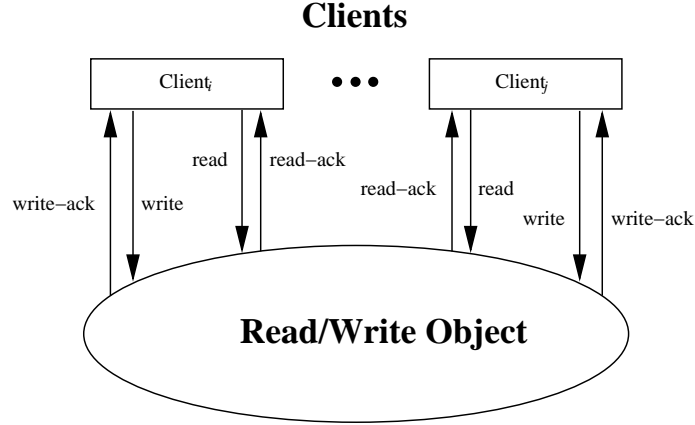 Clients
Client_i
Client_j
read
read−ack
write−ack
write
read−ack
read
write
write−ack
Read/Write Object